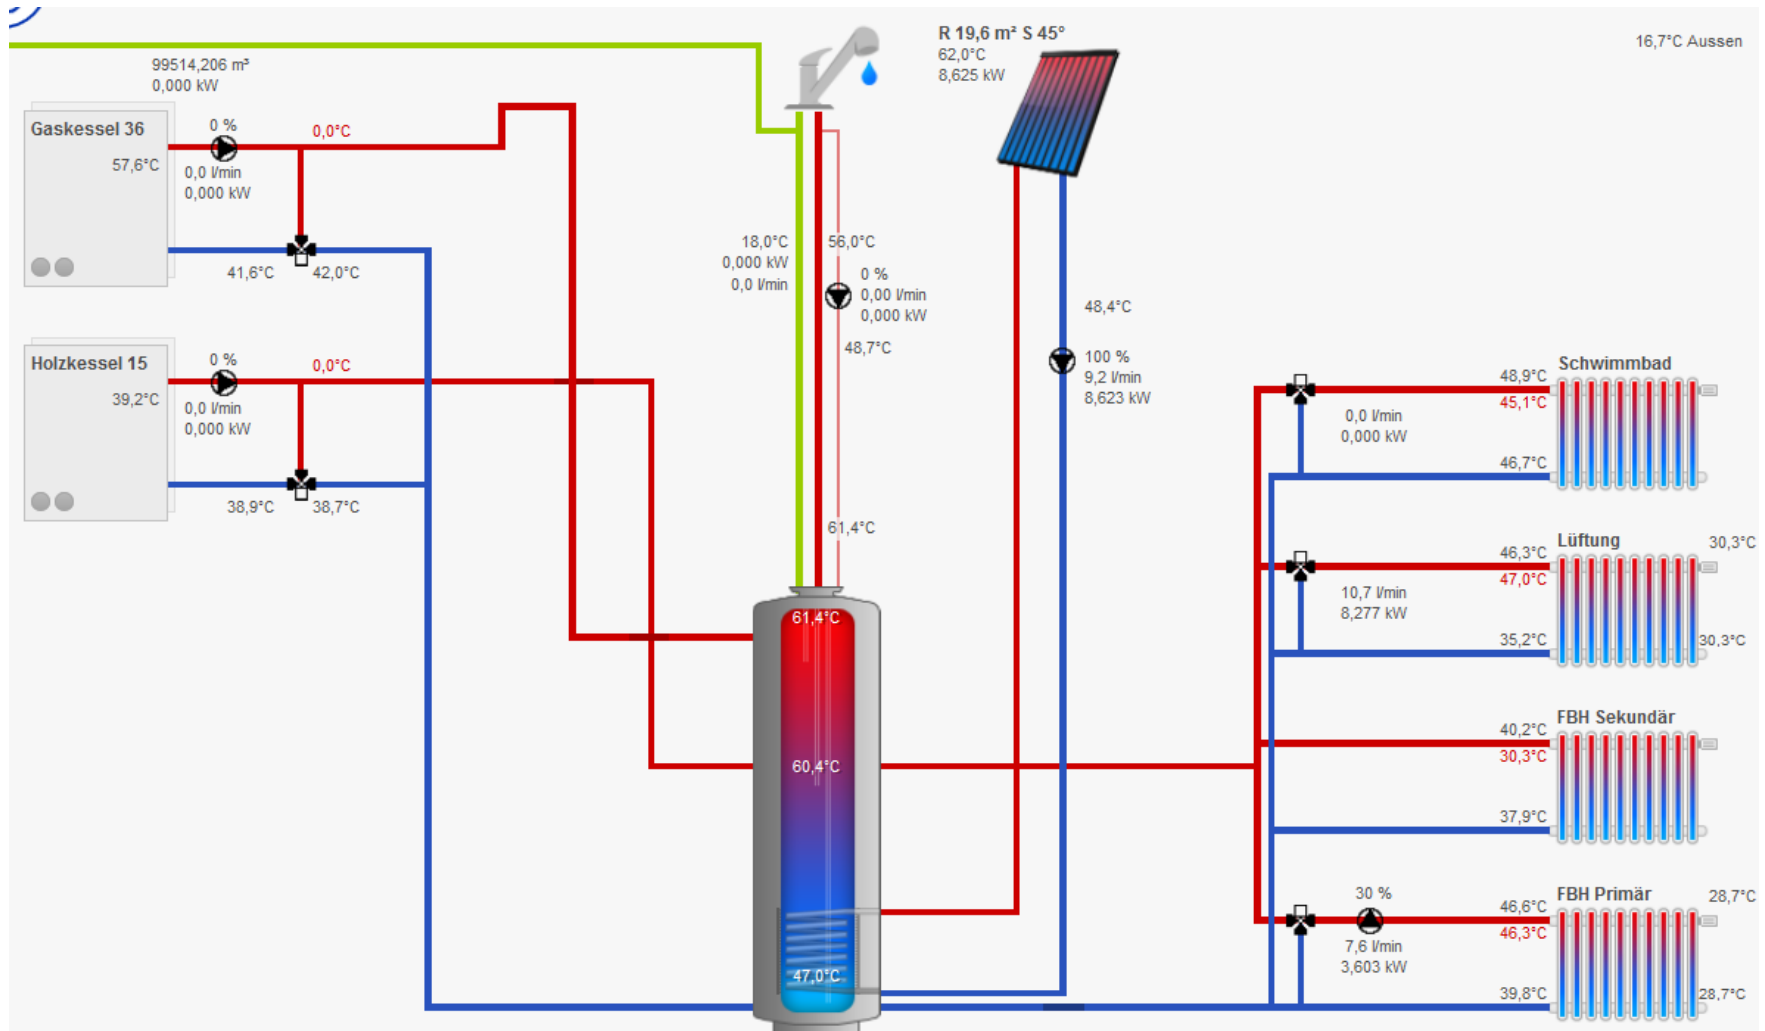 R 19,6 m² S 45°
62,0°C
8,625 kW
16,7°C Aussen
99514,206 m³
0,000 kW
Gaskessel 36
57,6°C
0 %
0,0°C
0,0 l/min
0,000 kW
41,6°C
42,0°C
18,0°C
0,000 kW
0,0 l/min
56,0°C
0 %
0,00 l/min
0,000 kW
48,7°C
61,4°C
48,4°C
100 %
9,2 l/min
8,623 kW
Holzkessel 15
39,2°C
0 %
0,0°C
0,0 l/min
0,000 kW
38,9°C
38,7°C
61,4°C
60,4°C
47,0°C
Schwimmbad
48,9°C
45,1°C
0,0 l/min
0,000 kW
46,7°C
Lüftung
30,3°C
46,3°C
47,0°C
10,7 l/min
8,277 kW
35,2°C
30,3°C
FBH Sekundär
40,2°C
30,3°C
37,9°C
FBH Primär
28,7°C
30 %
46,6°C
46,3°C
7,6 l/min
3,603 kW
39,8°C
28,7°C